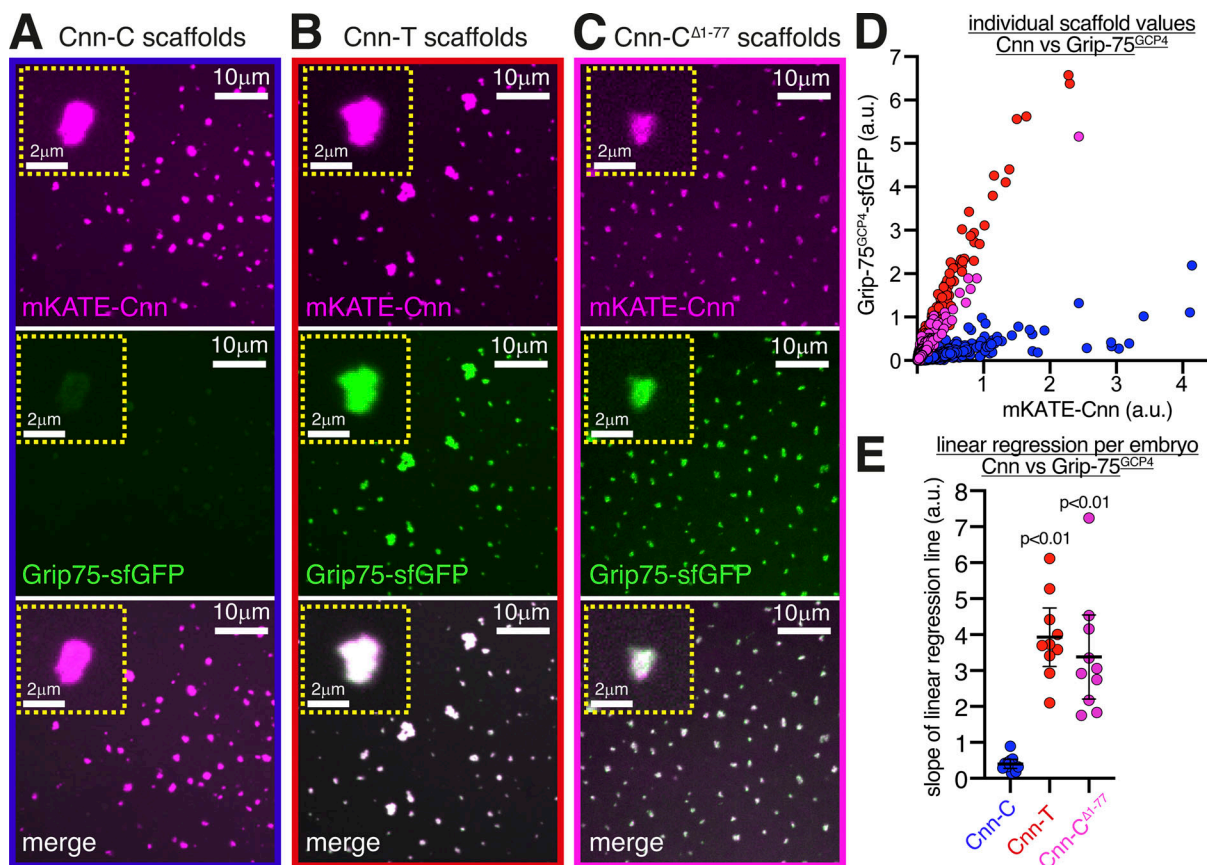 A Cnn-C scaffolds
10µm
2µm
mKATE-Cnn
10µm
2µm
Grip75-sfGFP
10µm
2µm
merge
B Cnn-T scaffolds
10µm
2µm
mKATE-Cnn
10µm
2µm
Grip75-sfGFP
10µm
2µm
merge
C Cnn-C^Δ1-77 scaffolds
10µm
2µm
mKATE-Cnn
10µm
2µm
Grip75-sfGFP
10µm
2µm
merge
D individual scaffold values
Cnn vs Grip-75^GCP4
Grip-75^GCP4-sfGFP (a.u.)
7
6
5
4
3
2
1
0
0 1 2 3 4
mKATE-Cnn (a.u.)
E linear regression per embryo
Cnn vs Grip-75^GCP4
slope of linear regression line (a.u.)
8
7
6
5
4
3
2
1
0
p<0.01
p<0.01
Cnn-C
Cnn-T
Cnn-C^Δ1-77